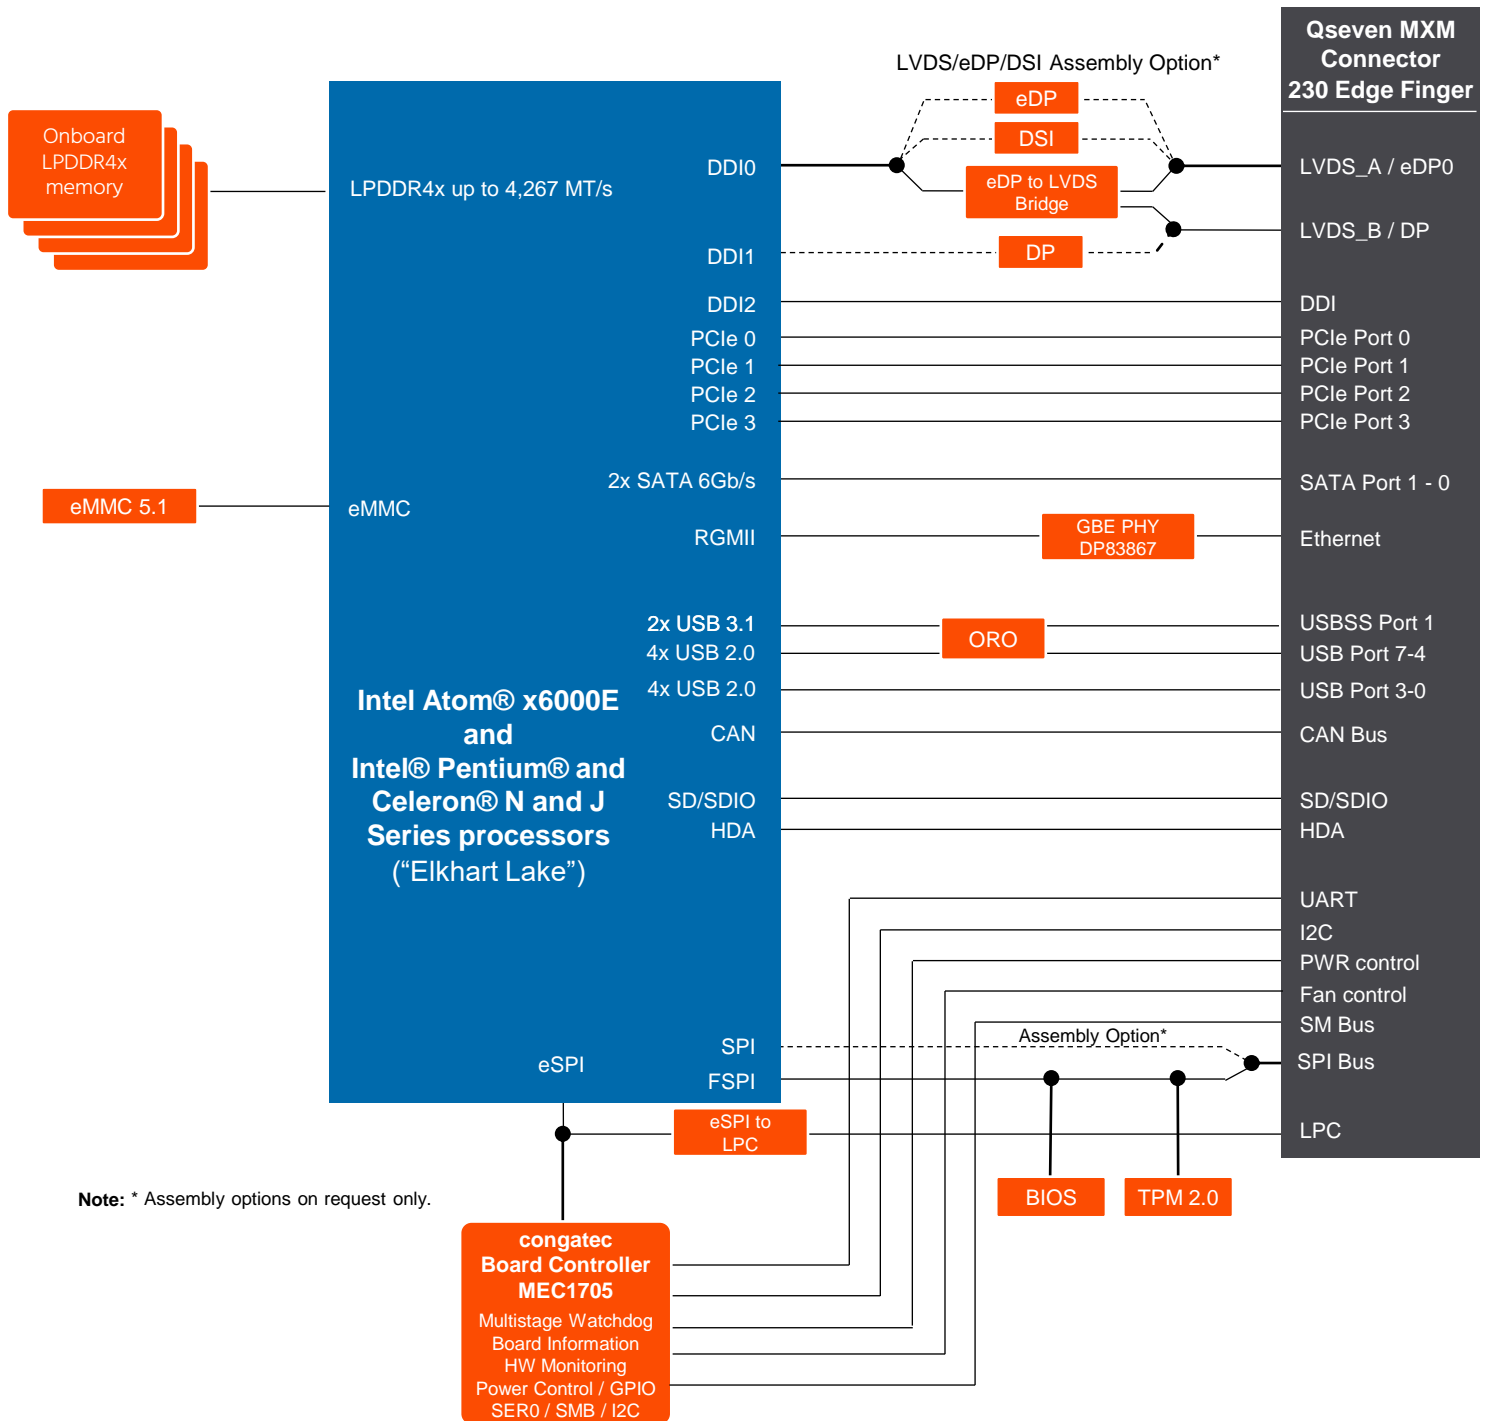 Qseven MXM
Connector
230 Edge Finger
LVDS/eDP/DSI Assembly Option*
eDP
DSI
Onboard
LPDDR4x
memory
LPDDR4x up to 4,267 MT/s
DDI0
eDP to LVDS
Bridge
LVDS_A / eDP0
LVDS_B / DP
DDI1
DP
DDI2
DDI
PCIe 0
PCIe Port 0
PCIe 1
PCIe Port 1
PCIe 2
PCIe Port 2
PCIe 3
PCIe Port 3
2x SATA 6Gb/s
SATA Port 1 - 0
eMMC 5.1
eMMC
RGMII
GBE PHY
DP83867
Ethernet
2x USB 3.1
ORO
USBSS Port 1
4x USB 2.0
USB Port 7-4
4x USB 2.0
USB Port 3-0
Intel Atom® x6000E
and
Intel® Pentium® and
Celeron® N and J
Series processors
(“Elkhart Lake”)
CAN
CAN Bus
SD/SDIO
SD/SDIO
HDA
HDA
UART
I2C
PWR control
Fan control
SM Bus
SPI
Assembly Option*
SPI Bus
eSPI
FSPI
eSPI to
LPC
LPC
BIOS
TPM 2.0
Note: * Assembly options on request only.
congatec
Board Controller
MEC1705
Multistage Watchdog
Board Information
HW Monitoring
Power Control / GPIO
SER0 / SMB / I2C